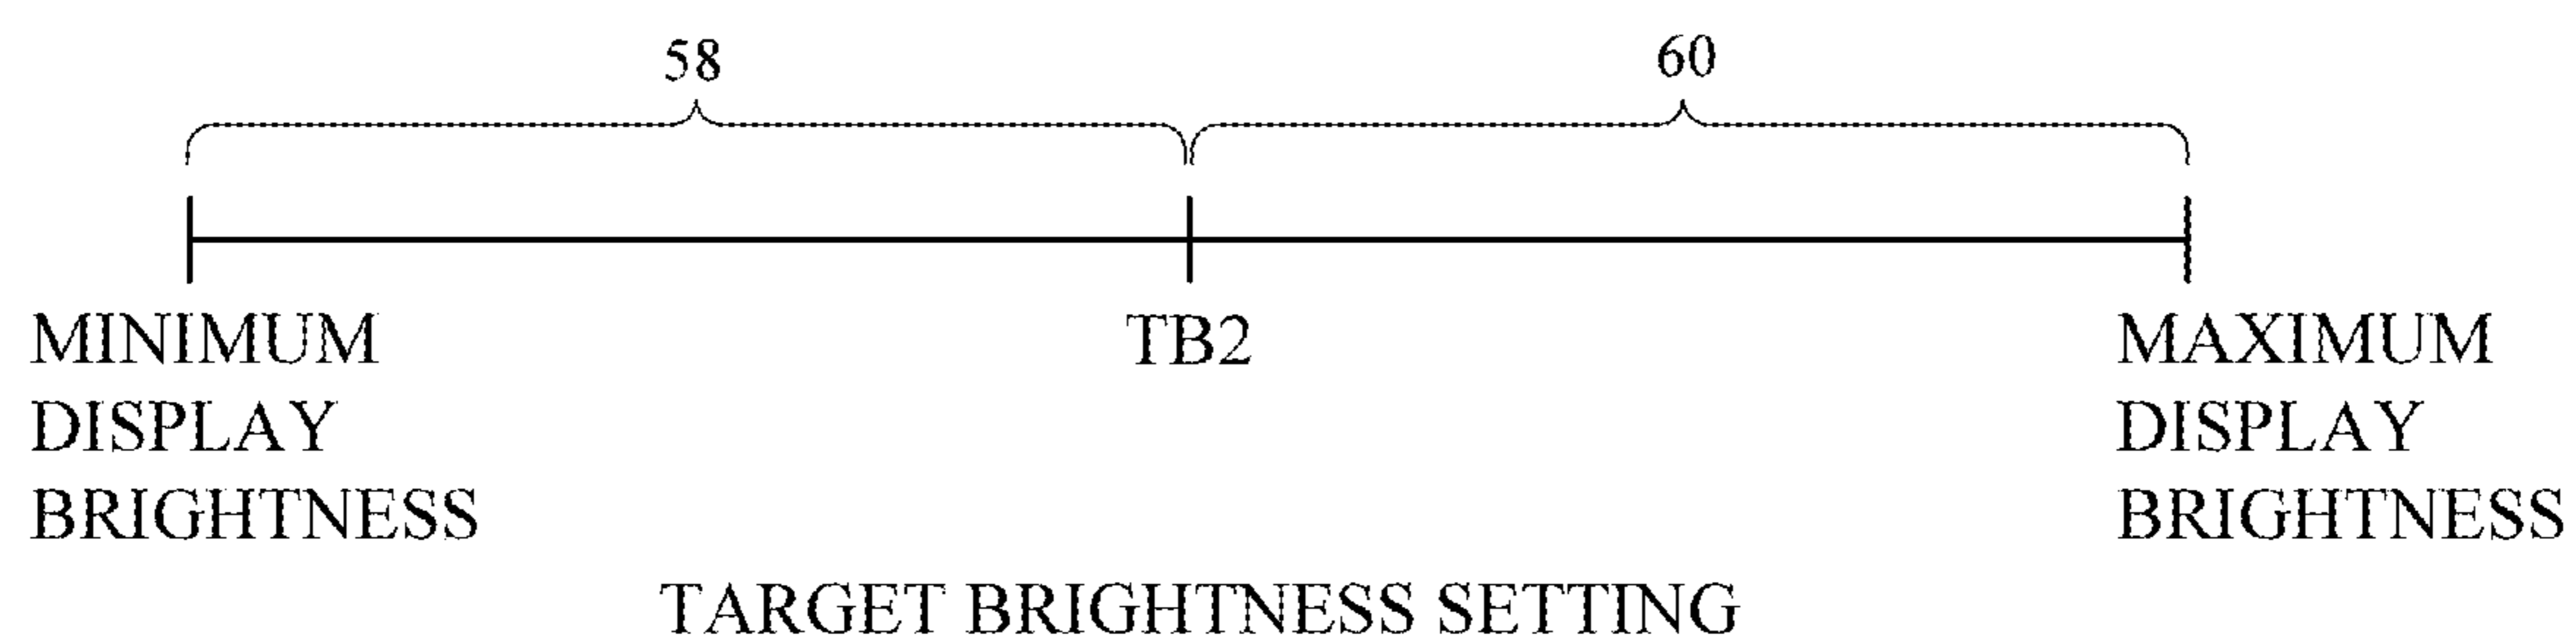 58
60
MINIMUM
DISPLAY
BRIGHTNESS
TB2
MAXIMUM
DISPLAY
BRIGHTNESS
TARGET BRIGHTNESS SETTING